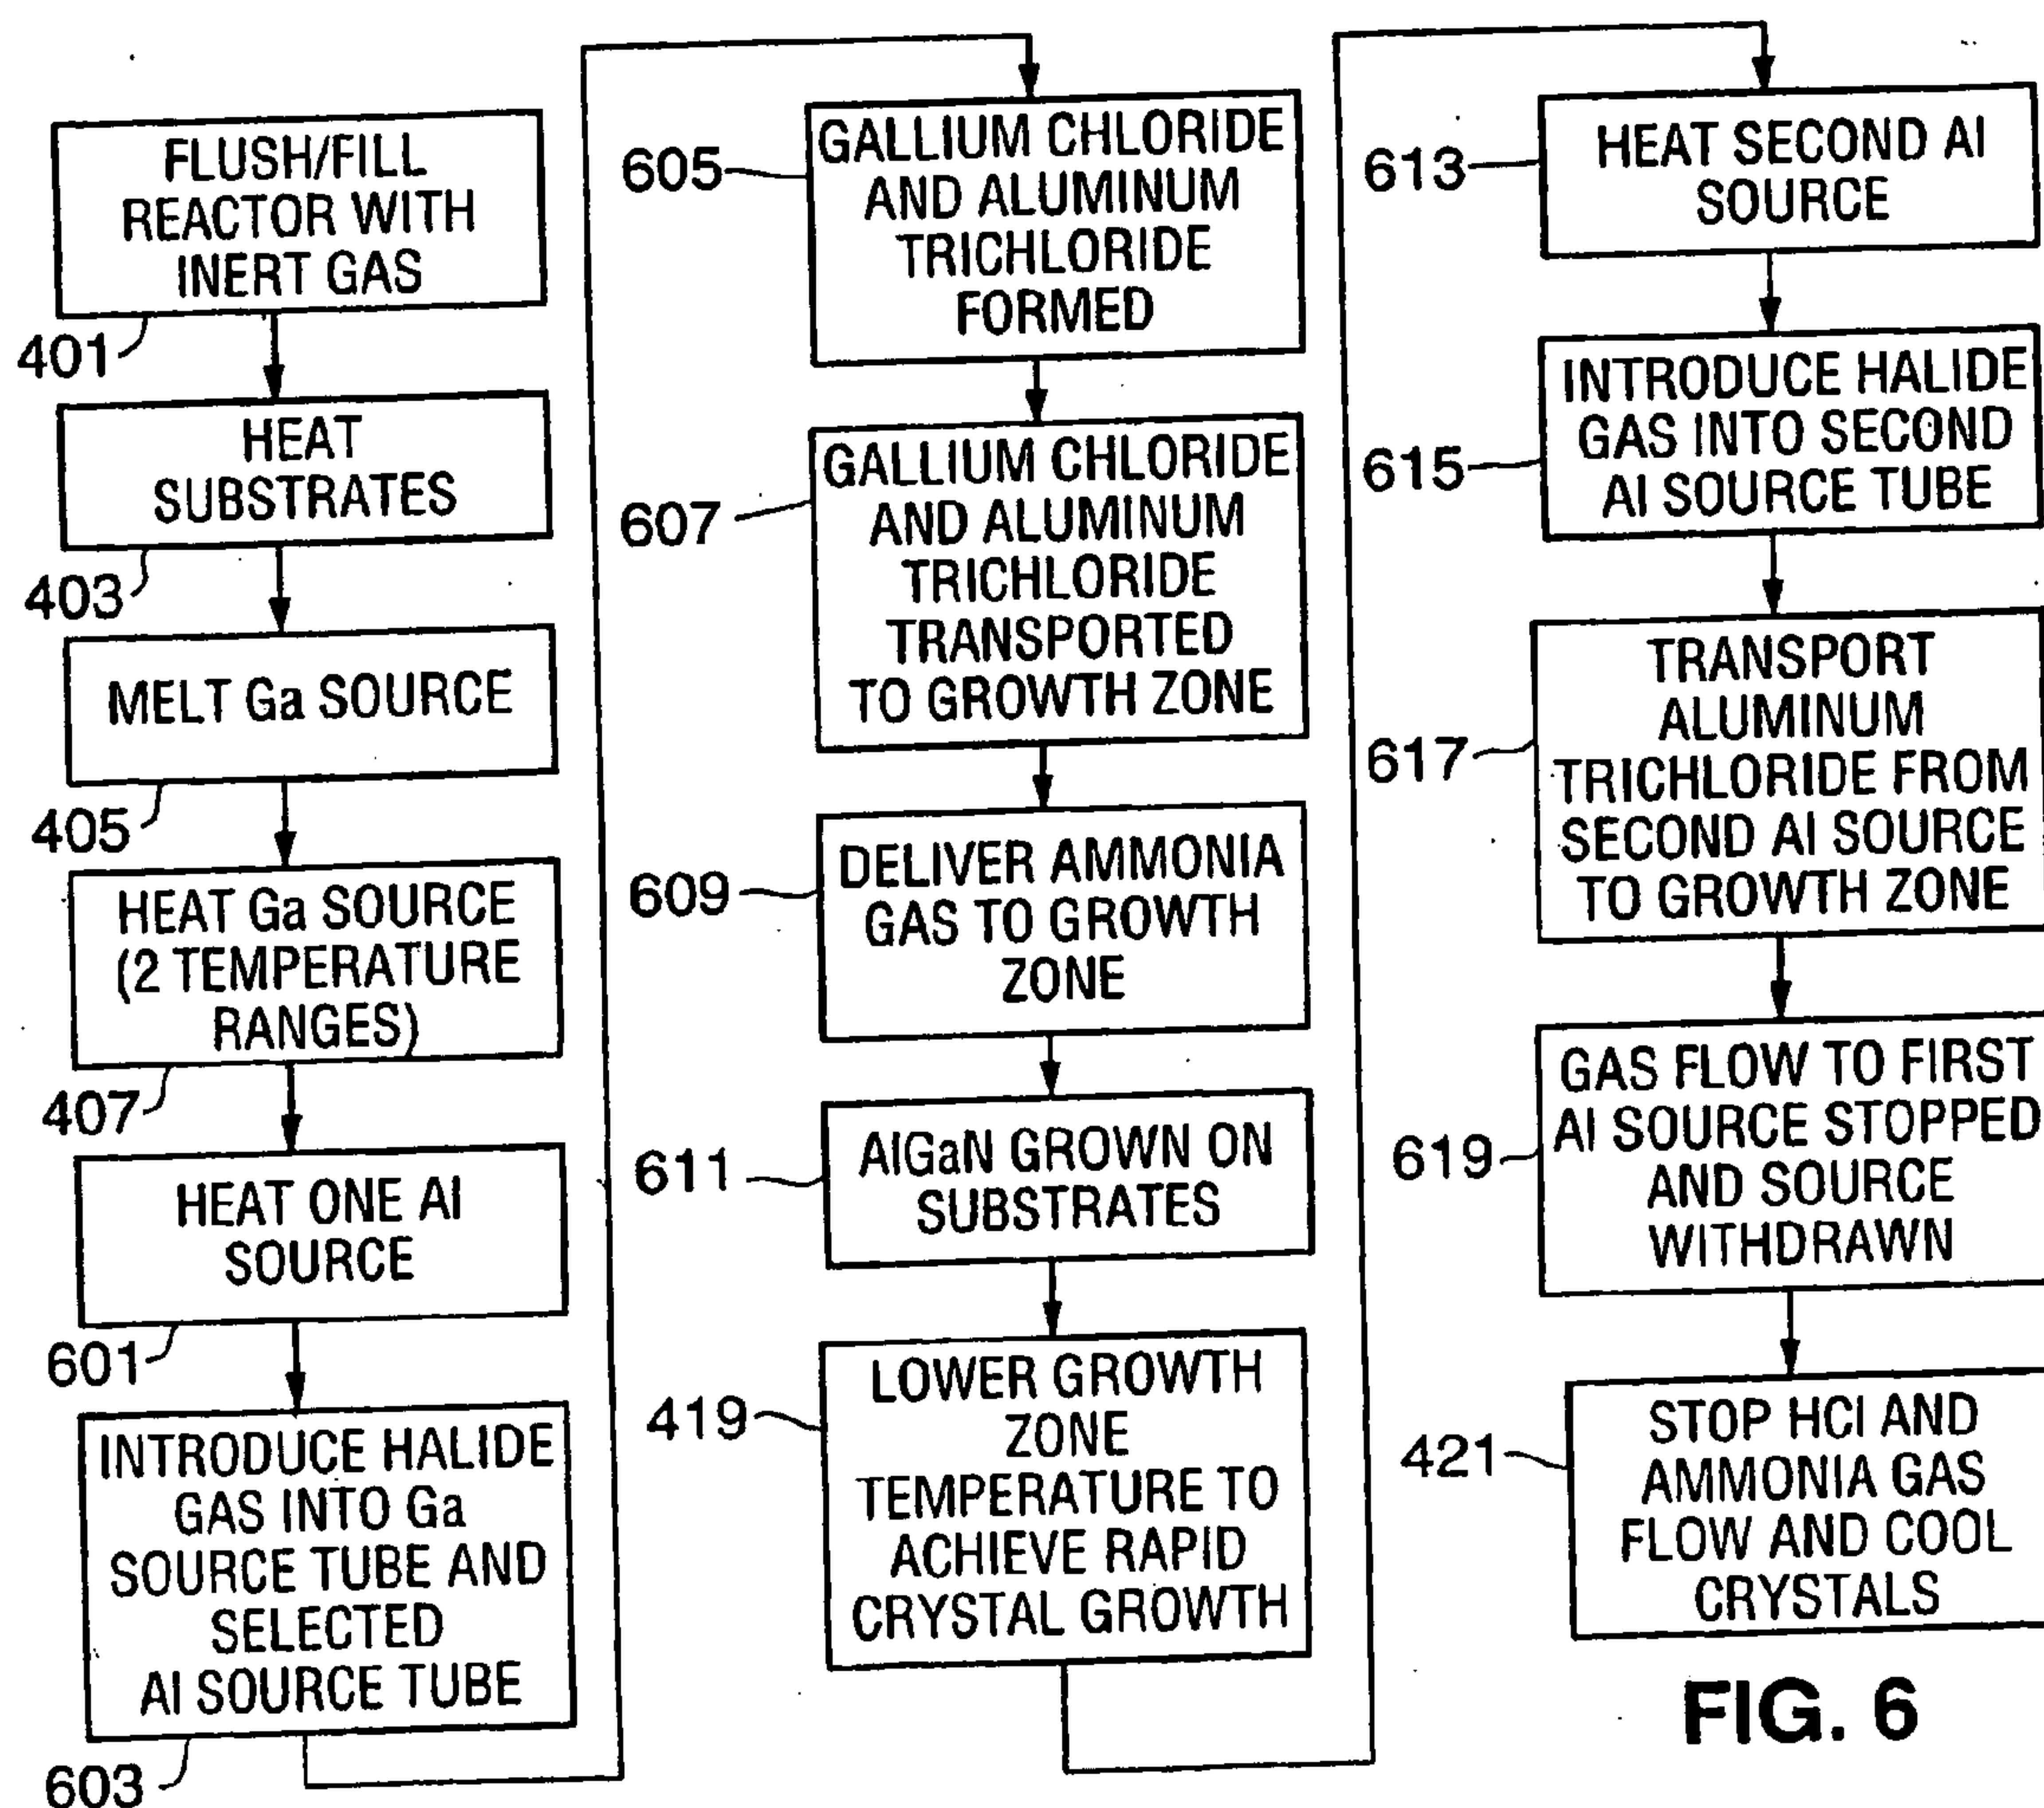 FLUSH/FILL
REACTOR WITH
INERT GAS
401
HEAT
SUBSTRATES
403
MELT Ga SOURCE
405
HEAT Ga SOURCE
(2 TEMPERATURE
RANGES)
407
HEAT ONE Al
SOURCE
601
INTRODUCE HALIDE
GAS INTO Ga
SOURCE TUBE AND
SELECTED
Al SOURCE TUBE
603
605
GALLIUM CHLORIDE
AND ALUMINUM
TRICHLORIDE
FORMED
607
GALLIUM CHLORIDE
AND ALUMINUM
TRICHLORIDE
TRANSPORTED
TO GROWTH ZONE
609
DELIVER AMMONIA
GAS TO GROWTH
ZONE
611
AlGaN GROWN ON
SUBSTRATES
419
LOWER GROWTH
ZONE
TEMPERATURE TO
ACHIEVE RAPID
CRYSTAL GROWTH
613
HEAT SECOND Al
SOURCE
615
INTRODUCE HALIDE
GAS INTO SECOND
Al SOURCE TUBE
617
TRANSPORT
ALUMINUM
TRICHLORIDE FROM
SECOND Al SOURCE
TO GROWTH ZONE
619
GAS FLOW TO FIRST
Al SOURCE STOPPED
AND SOURCE
WITHDRAWN
421
STOP HCl AND
AMMONIA GAS
FLOW AND COOL
CRYSTALS
FIG. 6